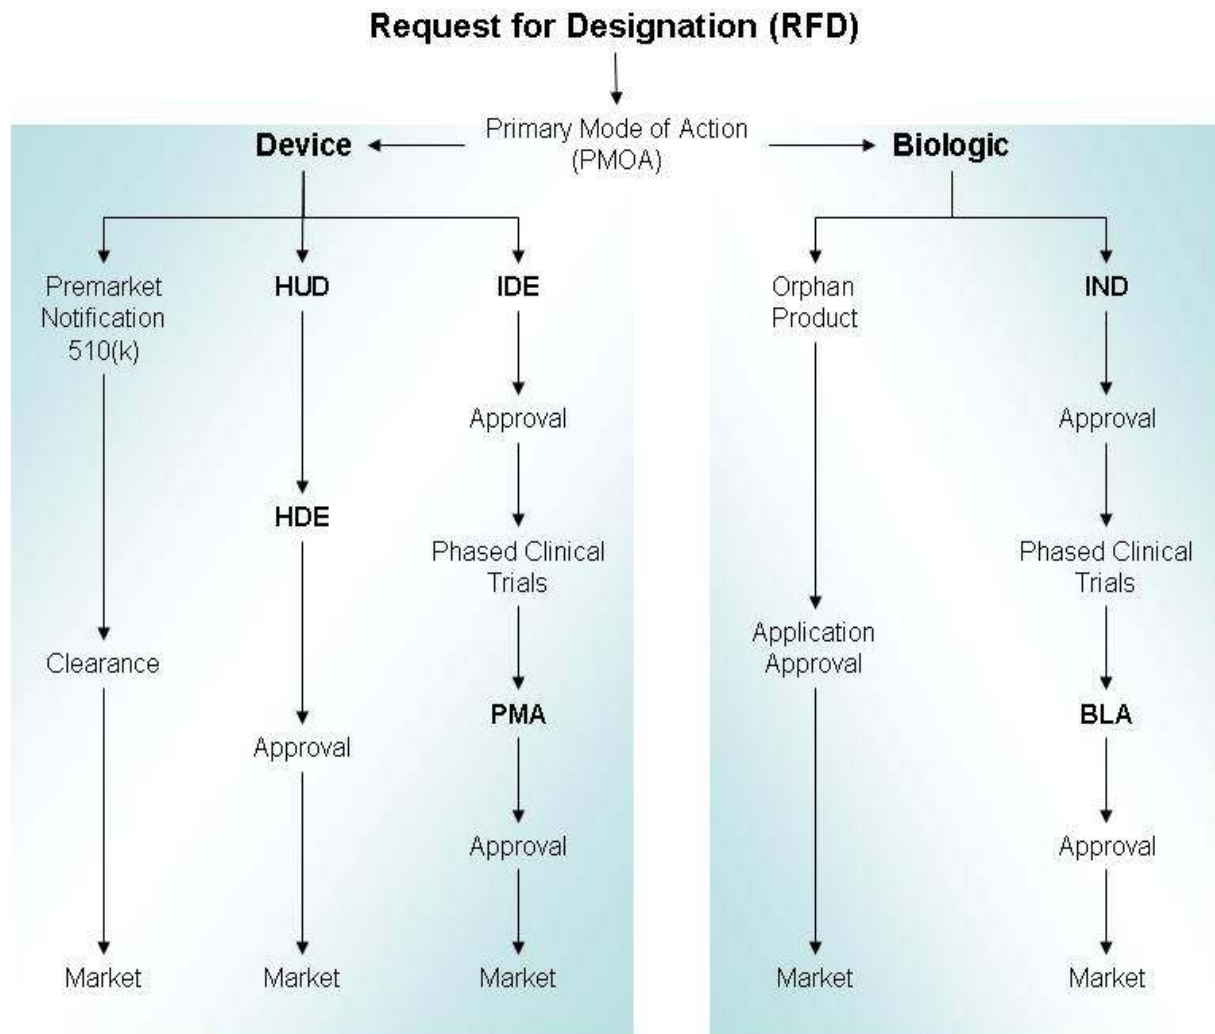 Request for Designation (RFD)
Primary Mode of Action
(PMOA)
Device
Biologic
Premarket
Notification
510(k)
HUD
IDE
Orphan
Product
IND
Approval
Approval
HDE
Phased Clinical
Trials
Phased Clinical
Trials
Clearance
Application
Approval
PMA
BLA
Approval
Approval
Approval
Market
Market
Market
Market
Market